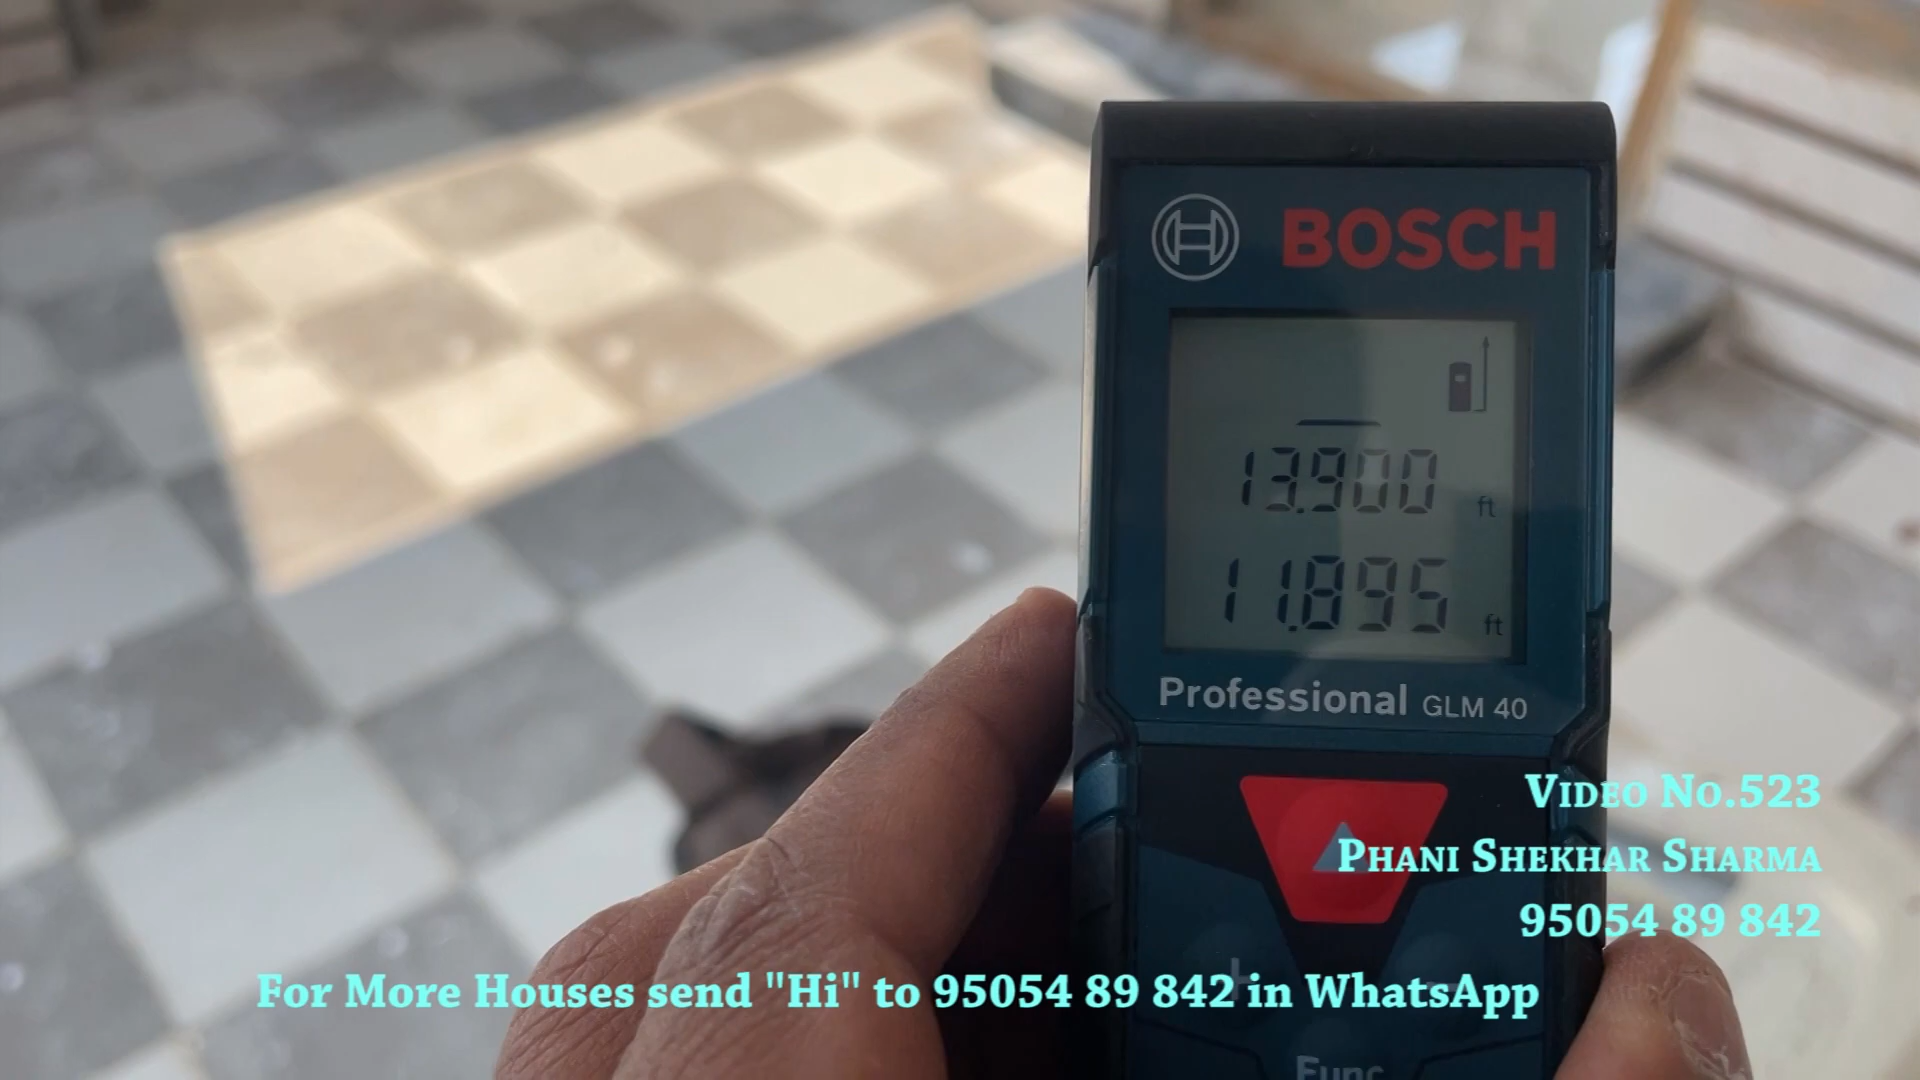 BOSCH
13.900 ft
11.895 ft
Professional GLM 40
Video No.523
Phani Shekhar Sharma
95054 89 842
For More Houses send "Hi" to 95054 89 842 in WhatsApp
Func